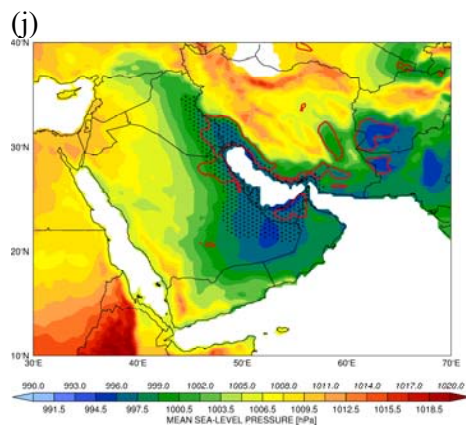 (j)
40°N
30°N
20°N
10°N
30°E 40°E 50°E 60°E 70°E
990.0 993.0 996.0 999.0 1002.0 1005.0 1008.0 1011.0 1014.0 1017.0 1020.0
991.5 994.5 997.5 1000.5 1003.5 1006.5 1009.5 1012.5 1015.5 1018.5
MEAN SEA-LEVEL PRESSURE [hPa]